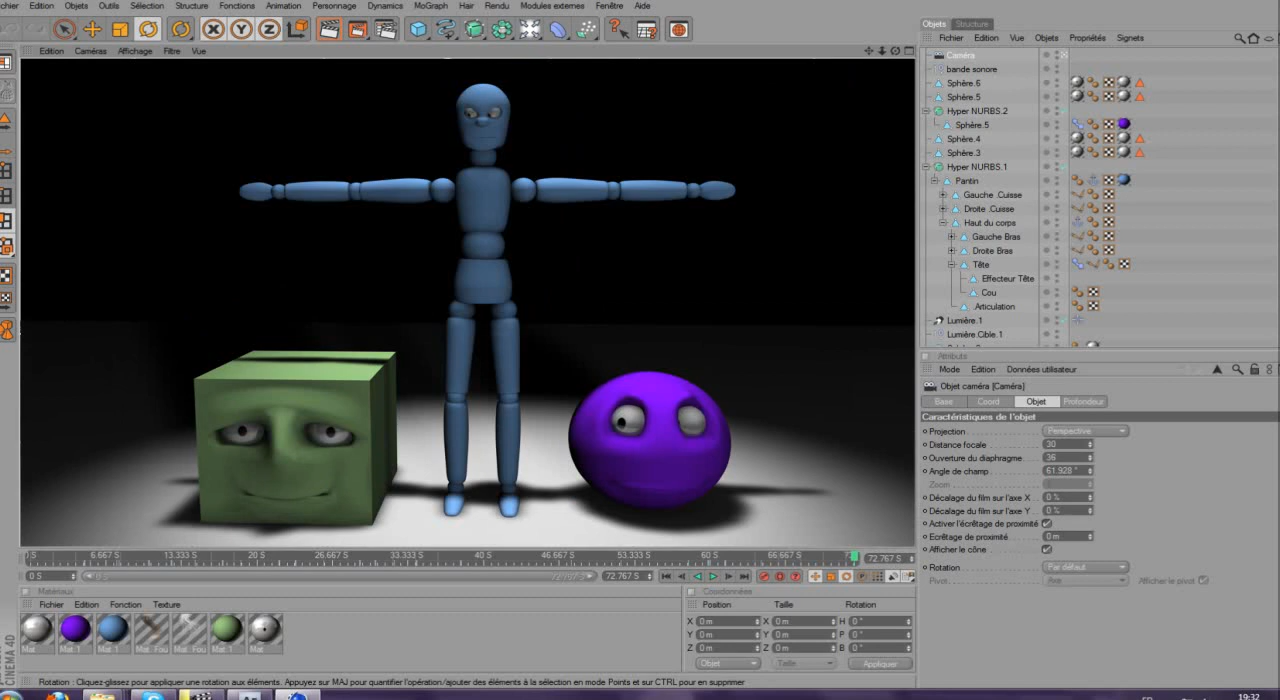 chier Edition Objets Outils Sélection Structure Fonctions Animation Personnage Dynamics MoGraph Hair Rendu Modules externes Fenêtre Aide
Edition Caméras Affichage Filtre Vue
Objets Structure
Fichier Edition Vue Objets Propriétés Signets
Caméra
bande sonore
Sphère.6
Sphère.5
Hyper NURBS.2
Sphère.5
Sphère.4
Sphère.3
Hyper NURBS.1
Pantin
Gauche .Cuisse
Droite .Cuisse
Haut du corps
Gauche Bras
Droite Bras
Tête
Effecteur Tête
Cou
Articulation
Lumière.1
Lumière.Cible.1
Attributs
Mode Edition Données utilisateur
Objet caméra [Caméra]
Base Coord Objet Profondeur
Caractéristiques de l'objet
Projection Perspective
Distance focale 30
Ouverture du diaphragme 36
Angle de champ 61.928 °
Zoom
Décalage du film sur l'axe X 0 %
Décalage du film sur l'axe Y 0 %
Activer l'écrêtage de proximité
Ecrêtage de proximité 0 m
Afficher le cône
Rotation Par défaut
Pivot Axe Afficher le pivot
6.667 S 13.333 S 20 S 26.667 S 33.333 S 40 S 46.667 S 53.333 S 60 S 66.667 S 72.767 S
0 S 0 S 72.767 S 72.767 S
Matériaux
Fichier Edition Fonction Texture
Mat Mat.1 Mat.1 Mat. Fou Mat. Fou Mat.1 Mat
Coordonnées
Position Taille Rotation
X 0 m X 0 m H 0 °
Y 0 m Y 0 m P 0 °
Z 0 m Z 0 m B 0 °
Objet Taille Appliquer
CINEMA 4D
Rotation : Cliquez-glissez pour appliquer une rotation aux éléments. Appuyez sur MAJ pour quantifier l'opération/ajouter des éléments à la sélection en mode Points et sur CTRL pour en supprimer
19:32